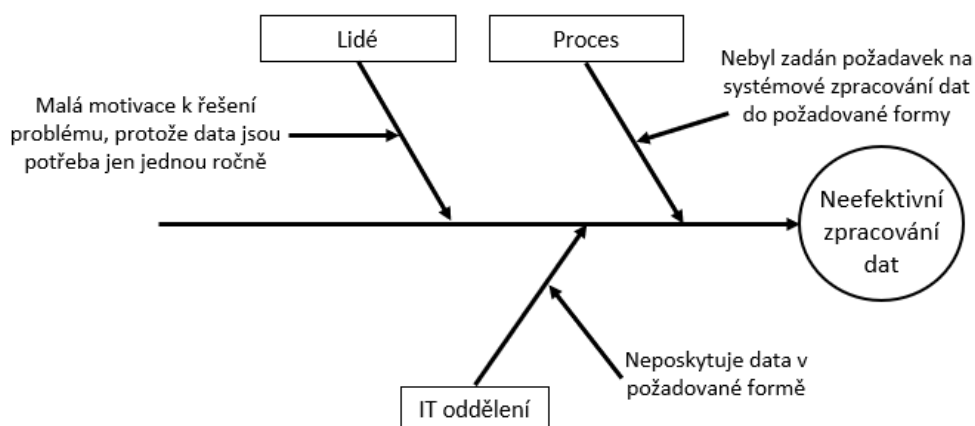 Lidé
Proces
Nebyl zadán požadavek na
systémové zpracování dat
do požadované formy
Malá motivace k řešení
problému, protože data jsou
potřeba jen jednou ročně
Neefektivní
zpracování
dat
Neposkytuje data v
požadované formě
IT oddělení